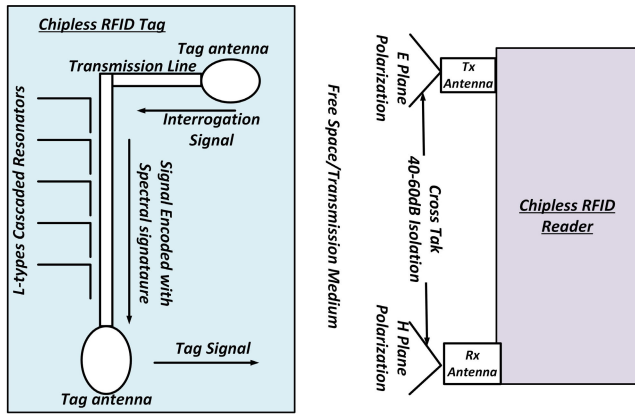 Chipless RFID Tag
Tag antenna
Transmission Line
Interrogation
Signal
L-types Cascaded Resonators
Signal Encoded with
Spectral signataure
Tag Signal
Tag antenna
Free Space/Transmission Medium
E Plane
Polarization
Tx
Antenna
Cross Tak
40-60dB Isolation
H Plane
Polarization
Rx
Antenna
Chipless RFID
Reader